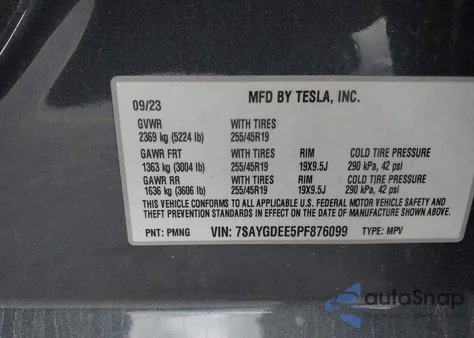 MFD BY TESLA, INC.
09/23
GVWR WITH TIRES
2369 kg (5224 lb) 255/45R19
GAWR FRT WITH TIRES RIM COLD TIRE PRESSURE
1363 kg (3004 lb) 255/45R19 19X9.5J 290 kPa, 42 psi
GAWR RR WITH TIRES RIM COLD TIRE PRESSURE
1636 kg (3606 lb) 255/45R19 19X9.5J 290 kPa, 42 psi
THIS VEHICLE CONFORMS TO ALL APPLICABLE U.S. FEDERAL MOTOR VEHICLE SAFETY AND
THEFT PREVENTION STANDARDS IN EFFECT ON THE DATE OF MANUFACTURE SHOWN ABOVE.
PNT: PMNG VIN: 7SAYGDEE5PF876099 TYPE: MPV
autoSnap